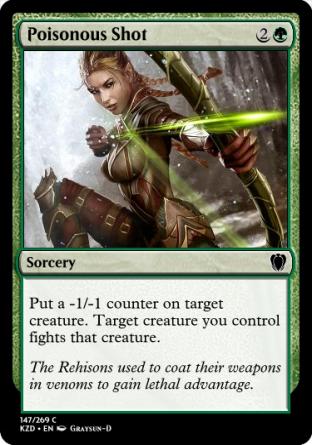 Poisonous Shot 2
Sorcery
Put a -1/-1 counter on target
creature. Target creature you control
fights that creature.
The Rehisons used to coat their weapons
in venoms to gain lethal advantage.
147/269 C
KZD • EN GRAYSUN-D